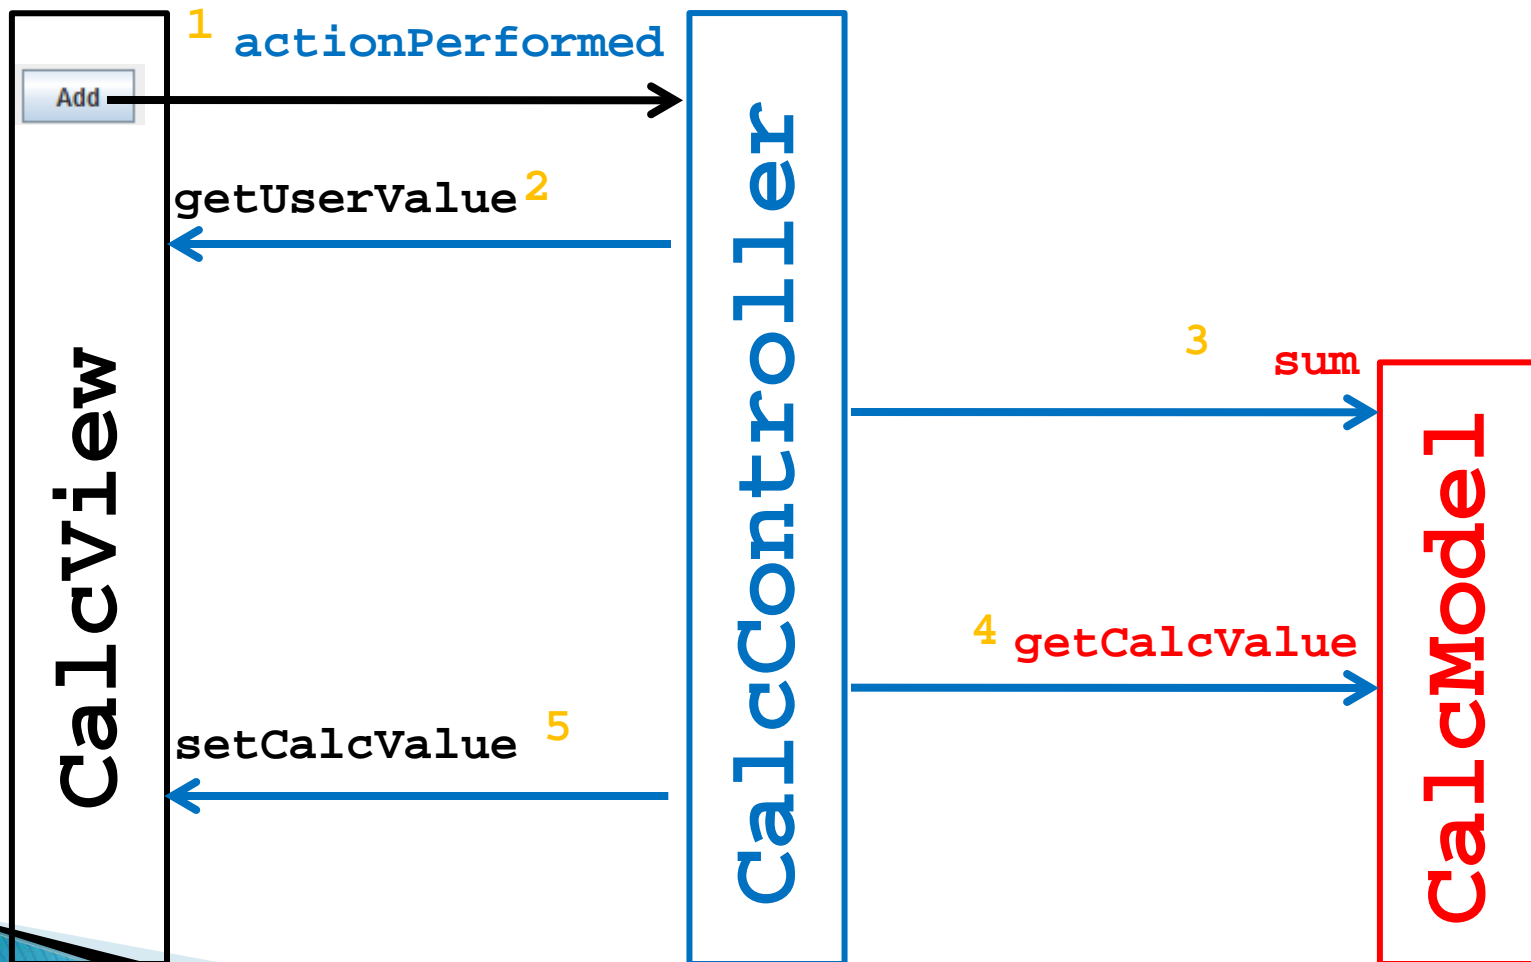 1 actionPerformed
Add
getUserValue 2
3 sum
4 getCalcValue
setCalcValue 5
CalcView
CalcController
CalcModel